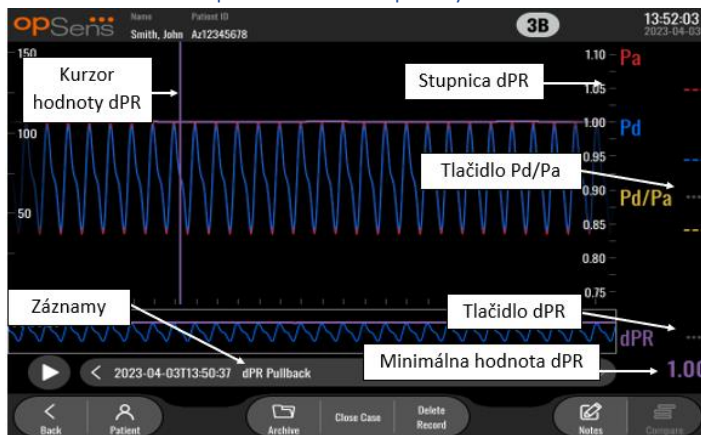 opSens
Name
Patient ID
Smith, John
Az12345678
3B
13:52:03
2023-04-03
150
100
50
Kurzor
hodnoty dPR
Stupnica dPR
1.10
1.05
1.00
0.95
0.90
0.85
0.80
0.75
Pa
--
Pd
--
Tlačidlo Pd/Pa
Pd/Pa
---
--
Záznamy
Tlačidlo dPR
dPR
---
Minimálna hodnota dPR
1.00
< 2023-04-03T13:50:37 dPR Pullback
Back
Patient
Archive
Close Case
Delete
Record
Notes
Compare